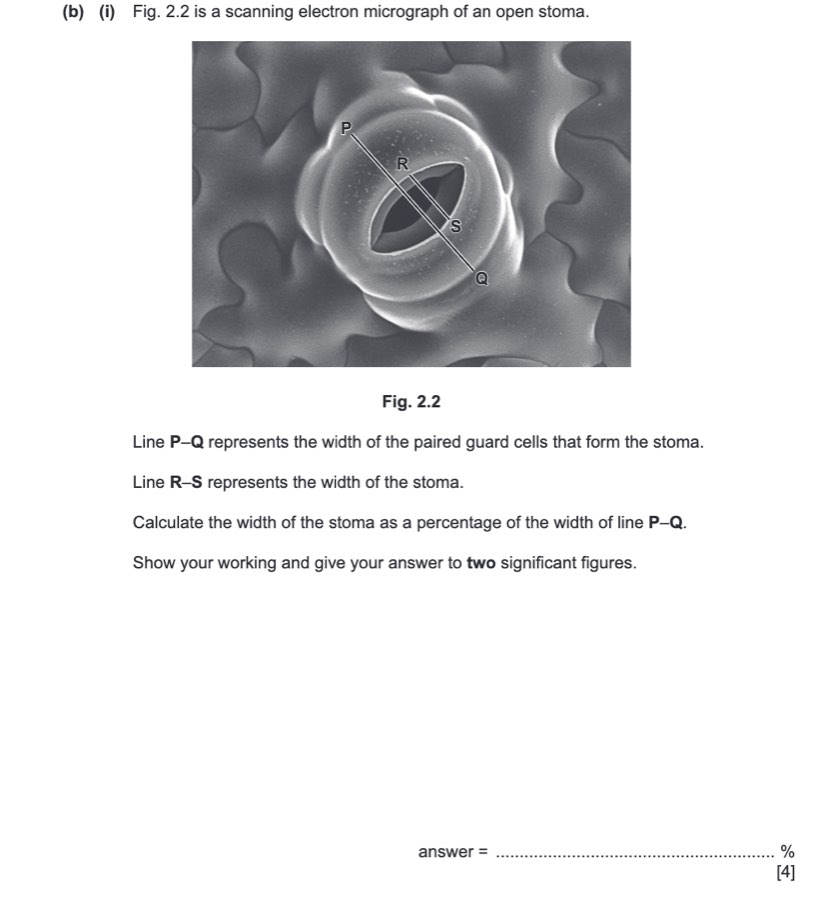 (b) (i) Fig. 2.2 is a scanning electron micrograph of an open stoma.
P
R
S
Q
Fig. 2.2
Line P–Q represents the width of the paired guard cells that form the stoma.
Line R–S represents the width of the stoma.
Calculate the width of the stoma as a percentage of the width of line P–Q.
Show your working and give your answer to two significant figures.
answer = ............................................................ %
[4]